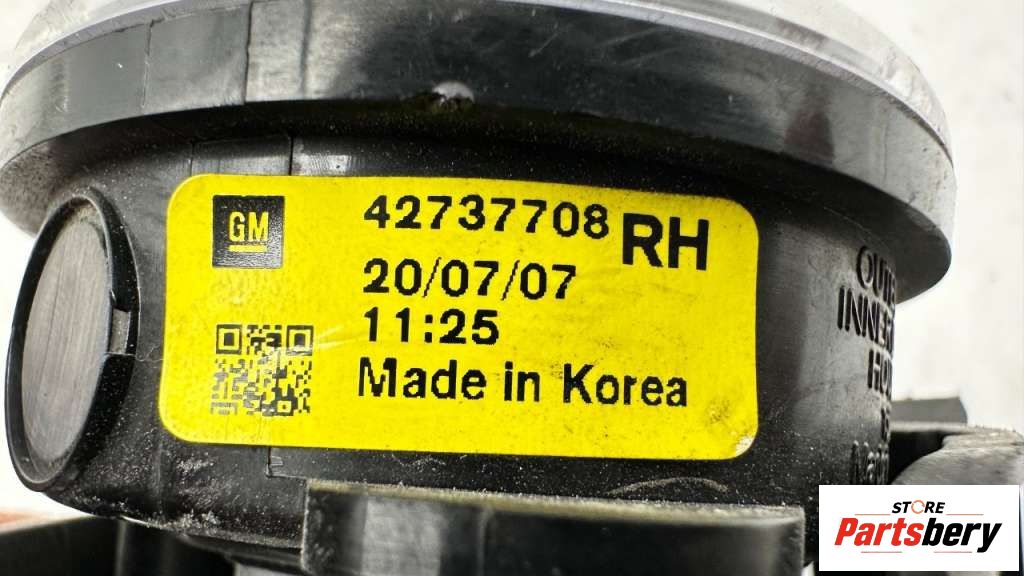 GM
42737708 RH
20/07/07
11:25
Made in Korea
STORE
Partsbery